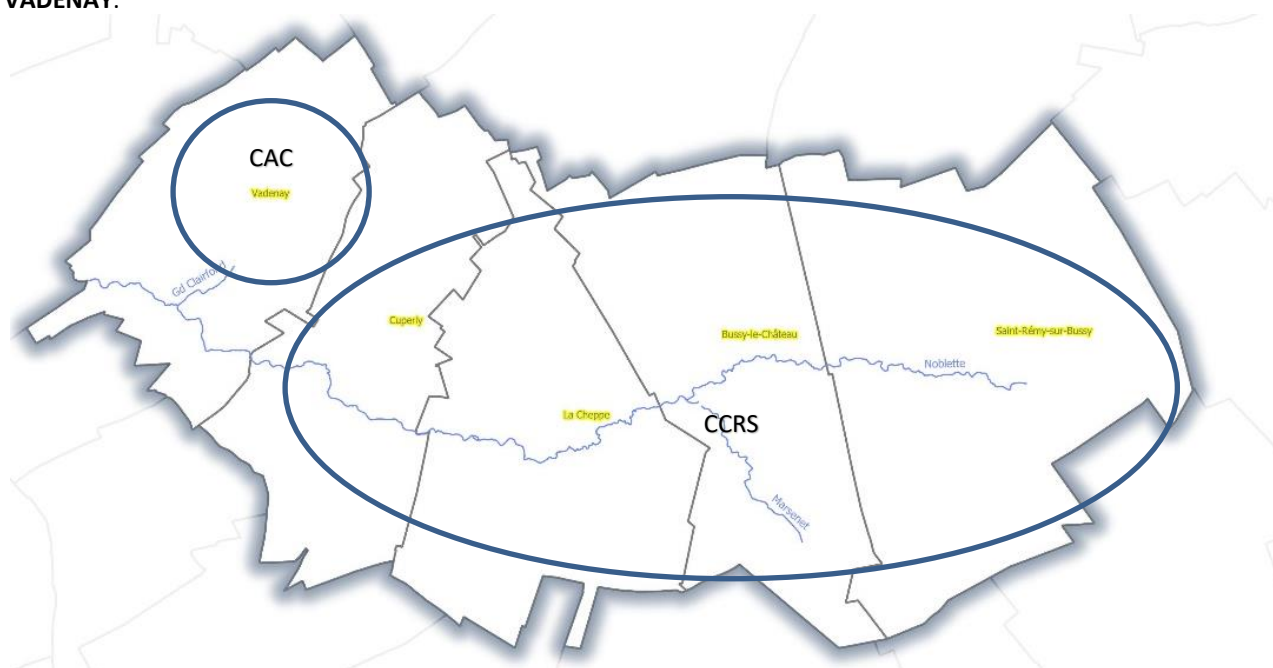 VADENAY.
CAC
Vadenay
Gd Clairfond
Cuperly
Bussy-le-Château
Saint-Rémy-sur-Bussy
Noblette
La Cheppe
CCRS
Marsenet